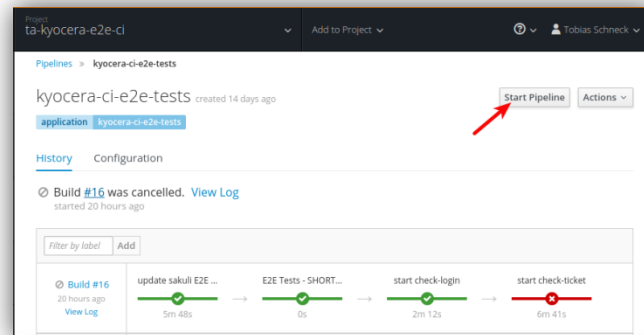 Project
ta-kyocera-e2e-ci
Add to Project
Tobias Schneck
Pipelines » kyocera-ci-e2e-tests
kyocera-ci-e2e-tests created 14 days ago
Start Pipeline
Actions
application kyocera-ci-e2e-tests
History Configuration
Build #16 was cancelled. View Log
started 20 hours ago
Filter by label Add
Build #16
20 hours ago
View Log
update sakuli E2E ...
5m 48s
E2E Tests - SHORT...
0s
start check-login
2m 12s
start check-ticket
6m 41s